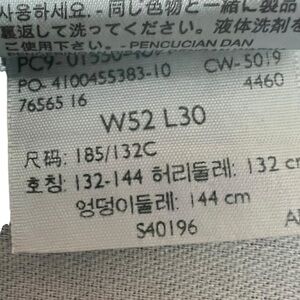 사용하세요. - 同じ色物と一緒に製品
裏返して洗ってください。液体洗剤を
ご使用下さい。- PENCUCIAN DAN
PO- 4100455383-10 CW- 5019
76565 16 4460
W52 L30
尺码: 185/132C
호칭: 132-144 허리둘레: 132 cm
엉덩이둘레: 144 cm
S40196